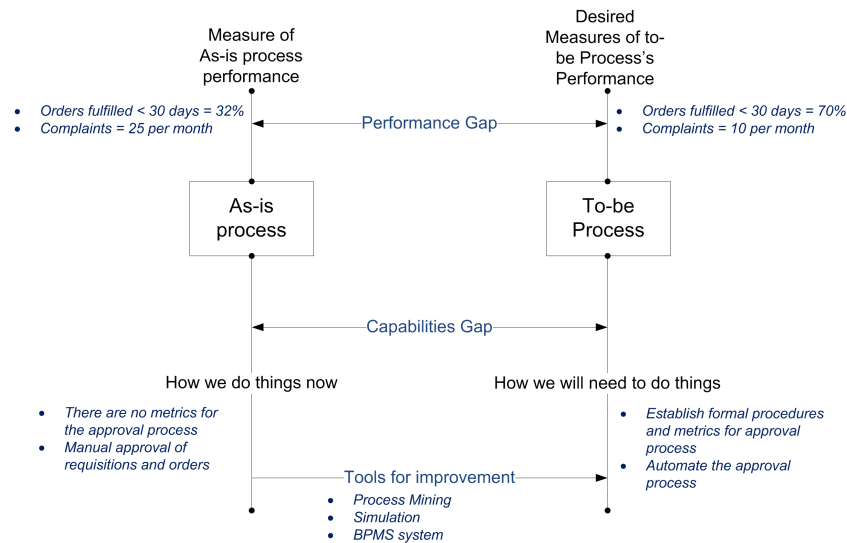 Measure of
As-is process
performance
Desired
Measures of to-
be Process's
Performance
• Orders fulfilled < 30 days = 32%
• Complaints = 25 per month
Performance Gap
• Orders fulfilled < 30 days = 70%
• Complaints = 10 per month
As-is
process
To-be
Process
Capabilities Gap
How we do things now
How we will need to do things
• There are no metrics for
the approval process
• Manual approval of
requisitions and orders
• Establish formal procedures
and metrics for approval
process
• Automate the approval
process
Tools for improvement
• Process Mining
• Simulation
• BPMS system